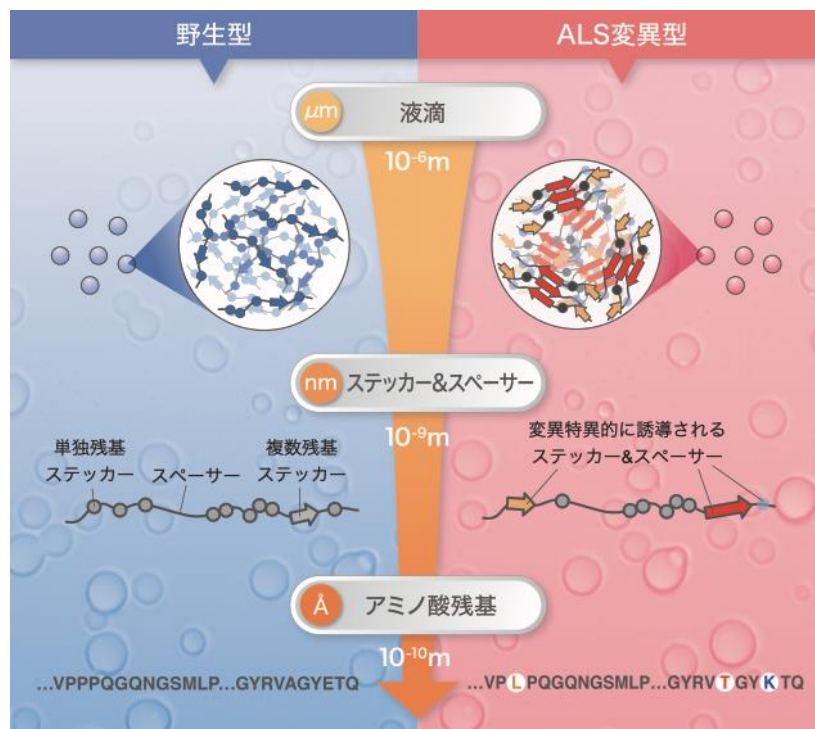 野生型
ALS変異型
μm 液滴
10⁻⁶m
nm ステッカー&スペーサー
10⁻⁹m
単独残基
ステッカー
スペーサー
複数残基
ステッカー
変異特異的に誘導される
ステッカー&スペーサー
Å アミノ酸残基
10⁻¹⁰m
...VPPPQGQNGSMLP...GYRVAGYETQ
...VPLPQGQNGSMLP...GYRVTGYKTQ